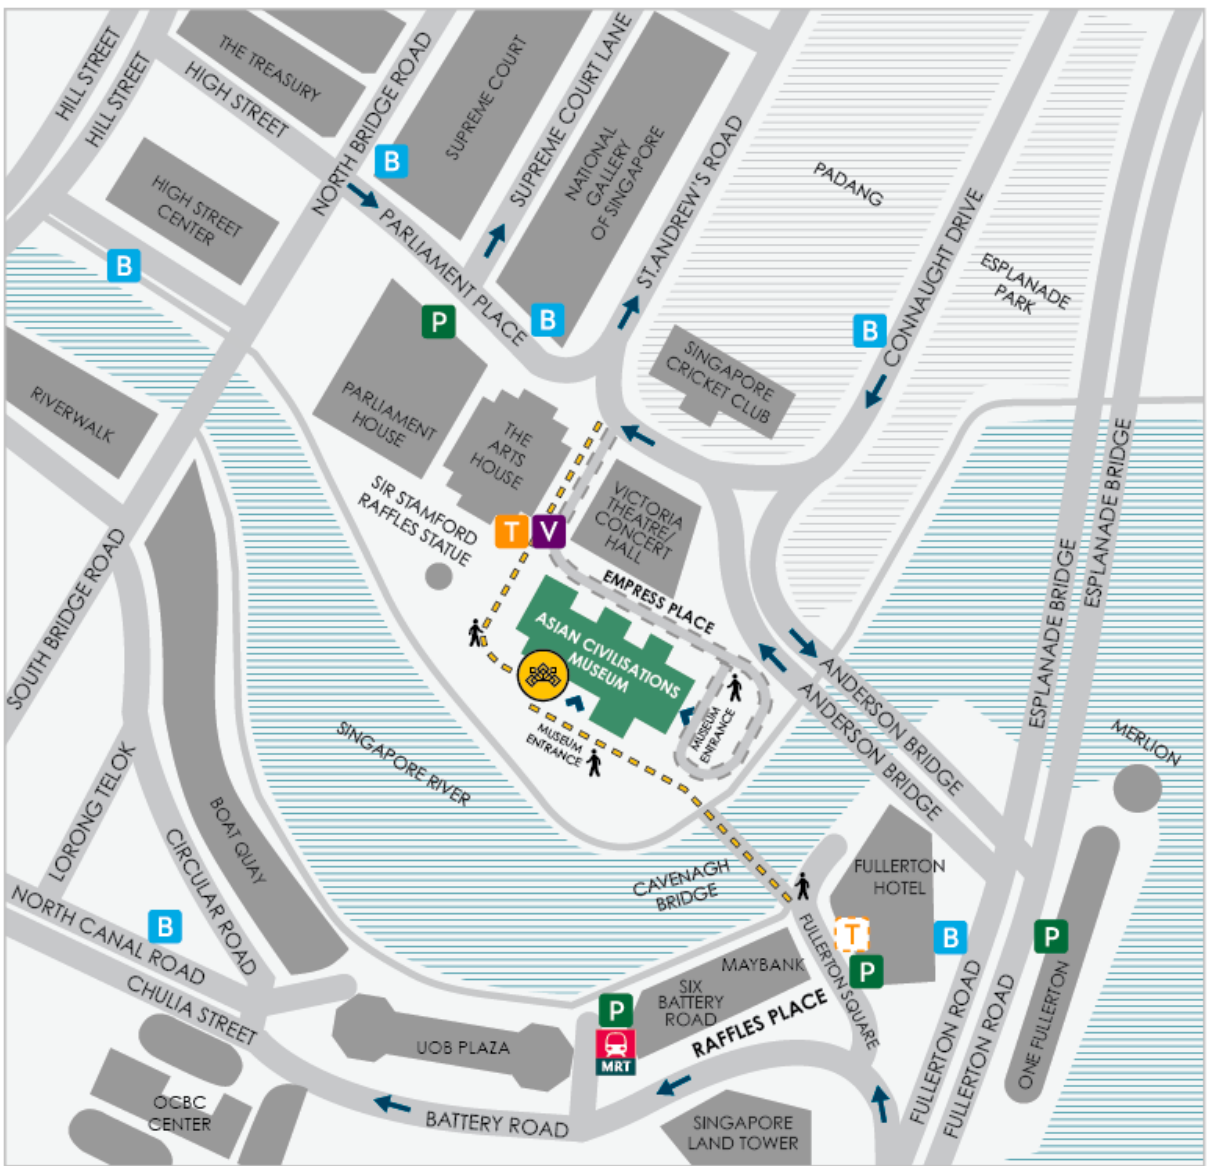 HILL STREET
HILL STREET
THE TREASURY
HIGH STREET
NORTH BRIDGE ROAD
SUPREME COURT
SUPREME COURT LANE
NATIONAL
GALLERY
OF SINGAPORE
ST.ANDREW'S ROAD
PADANG
CONNAUGHT DRIVE
ESPLANADE
PARK
B
HIGH STREET
CENTER
B
PARLIAMENT PLACE
P
B
B
SINGAPORE
CRICKET CLUB
RIVERWALK
PARLIAMENT
HOUSE
THE
ARTS
HOUSE
SIR STAMFORD
RAFFLES STATUE
VICTORIA
THEATRE/
CONCERT
HALL
T
V
EMPRESS PLACE
ASIAN CIVILISATIONS
MUSEUM
MUSEUM
ENTRANCE
MUSEUM
ENTRANCE
ESPLANADE BRIDGE
ESPLANADE BRIDGE
SOUTH BRIDGE ROAD
ANDERSON BRIDGE
ANDERSON BRIDGE
MERLION
SINGAPORE RIVER
BOAT QUAY
LORONG TELOK
CIRCULAR ROAD
NORTH CANAL ROAD
B
CHULIA STREET
CAVENAGH
BRIDGE
FULLERTON
HOTEL
FULLERTON SQUARE
T
P
B
P
MAYBANK
SIX
BATTERY
ROAD
RAFFLES PLACE
P
MRT
UOB PLAZA
OCBC
CENTER
BATTERY ROAD
SINGAPORE
LAND TOWER
FULLERTON ROAD
FULLERTON ROAD
ONE FULLERTON